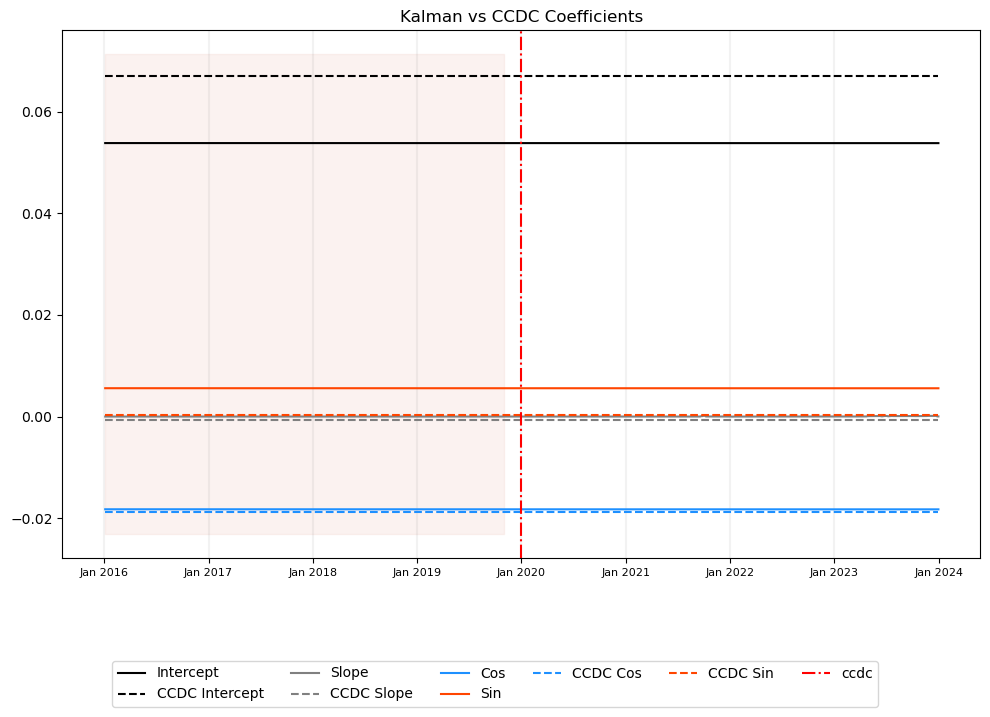 Kalman vs CCDC Coefficients
0.06
0.04
0.02
0.00
−0.02
Jan 2016 Jan 2017 Jan 2018 Jan 2019 Jan 2020 Jan 2021 Jan 2022 Jan 2023 Jan 2024
Intercept Slope Cos CCDC Cos CCDC Sin ccdc
CCDC Intercept CCDC Slope Sin